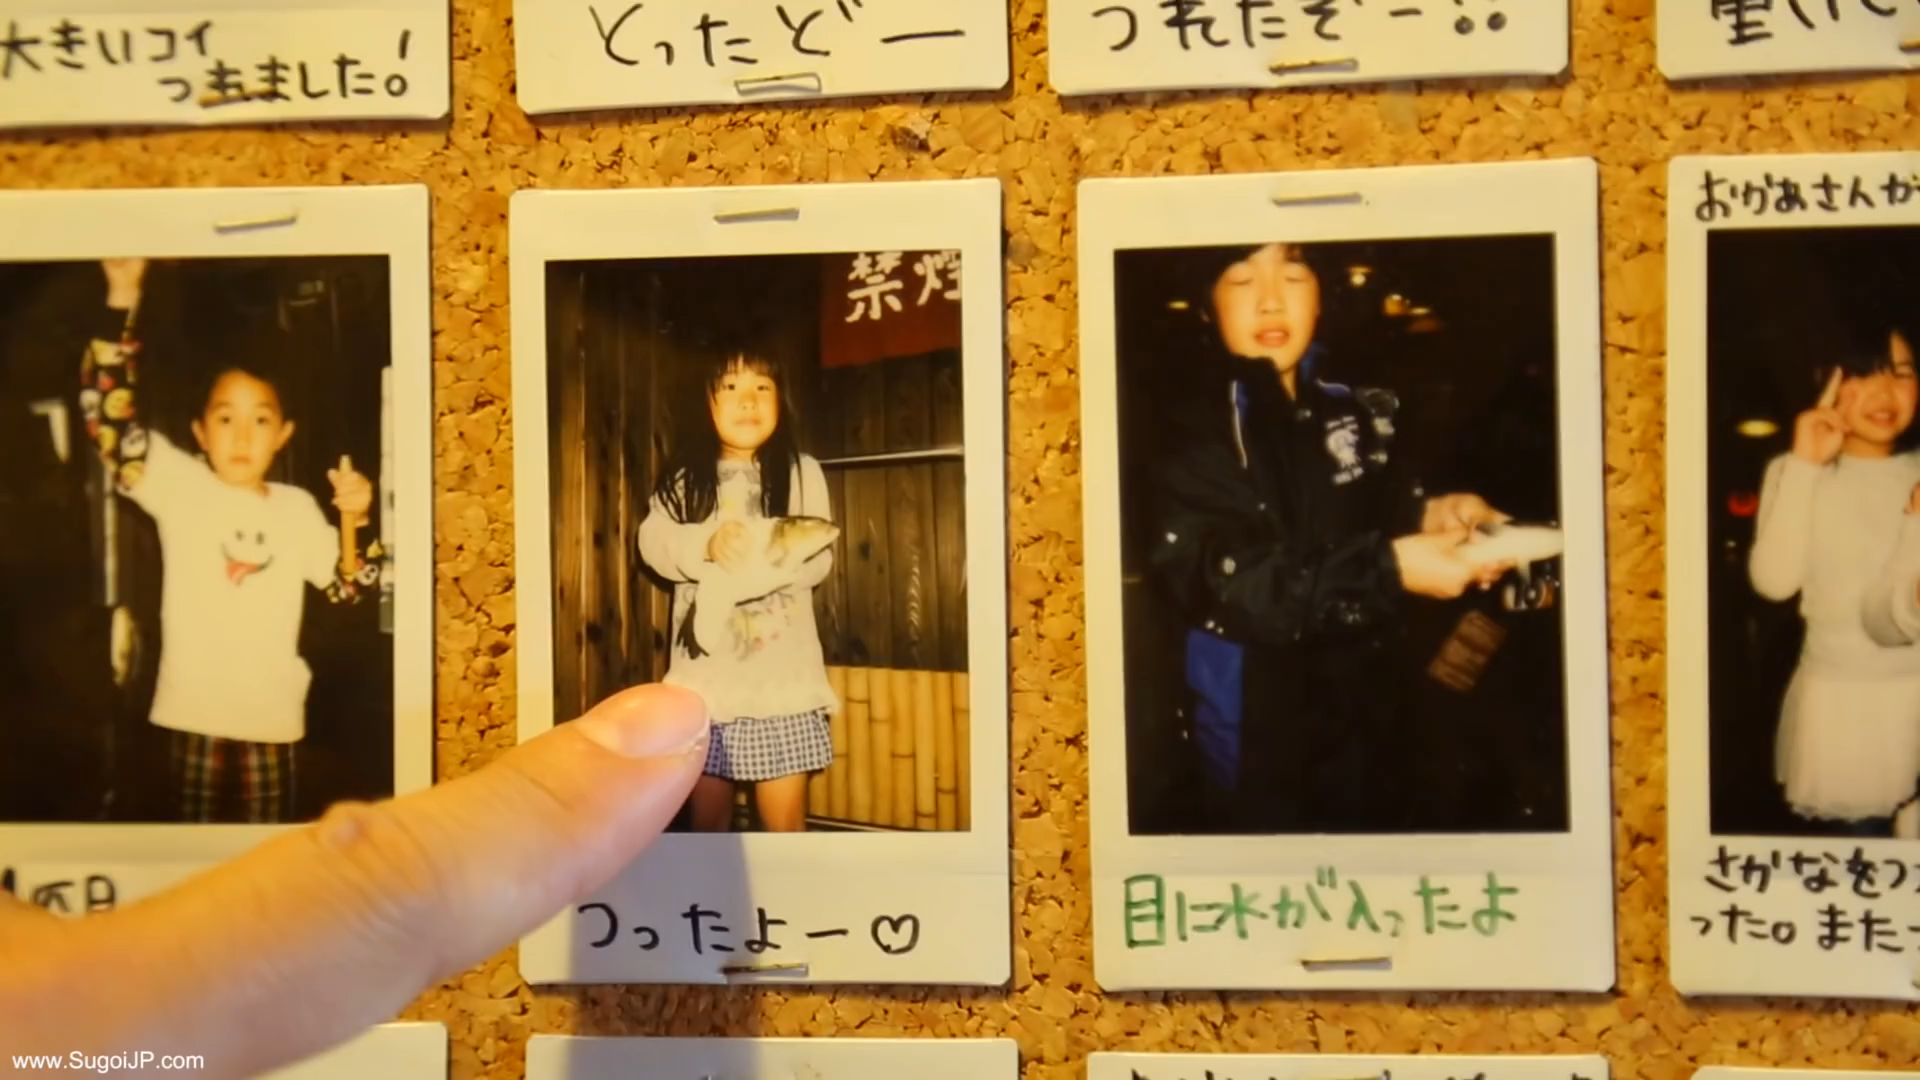 大きいコイ
つれました!
とったどー
つれたぞー!!
おかあさんが
禁煙
つったよー♡
目に水が入ったよ
さかなをつ
った。また
の日
www.SugoiJP.com